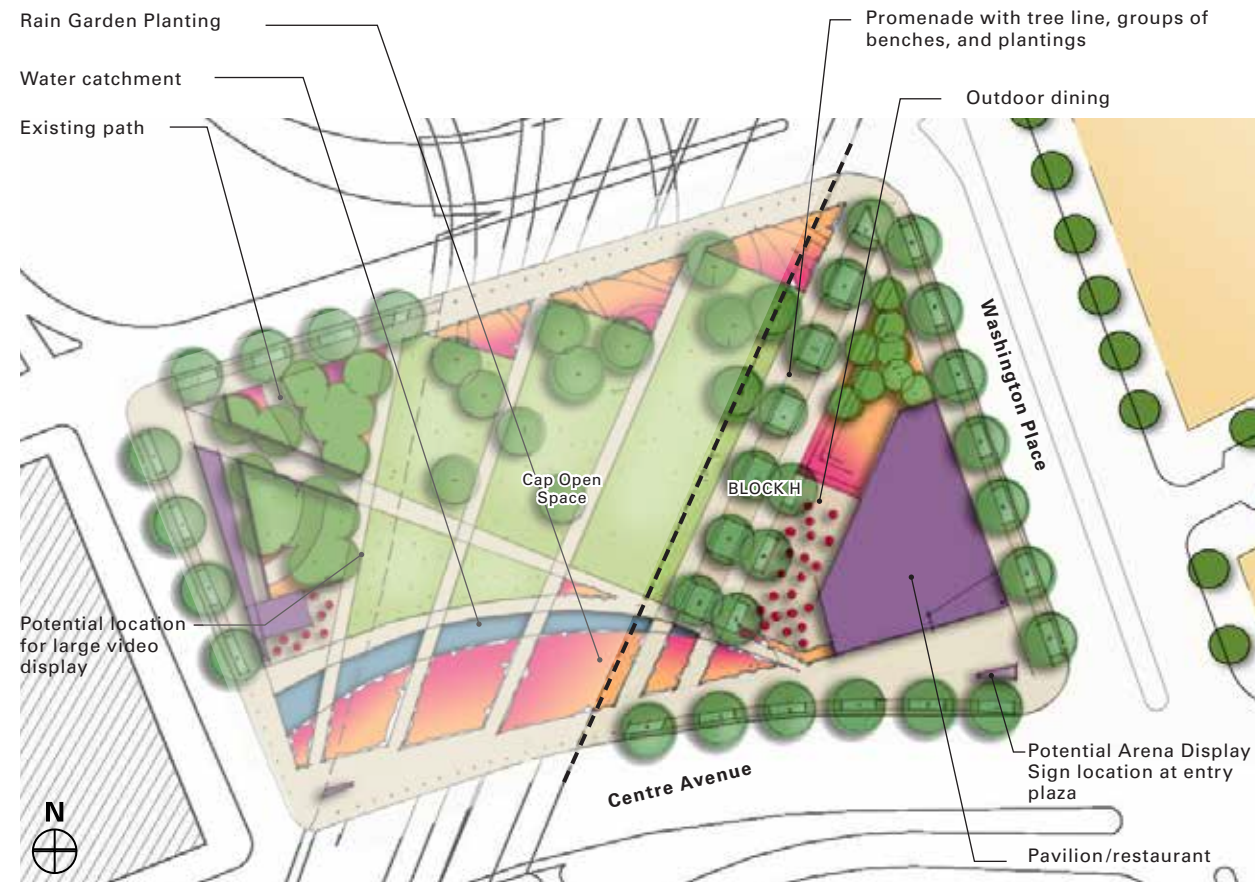 Rain Garden Planting
Water catchment
Existing path
Promenade with tree line, groups of
benches, and plantings
Outdoor dining
Washington Place
Cap Open
Space
BLOCK H
Potential location
for large video
display
Centre Avenue
Potential Arena Display
Sign location at entry
plaza
Pavilion/restaurant
N